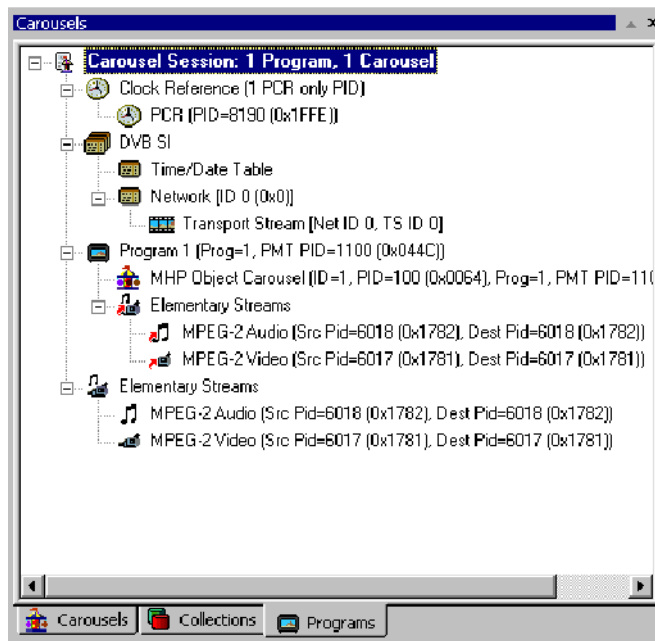 Carousels
Carousel Session: 1 Program, 1 Carousel
Clock Reference (1 PCR only PID)
PCR (PID=8190 (0x1FFE))
DVB SI
Time/Date Table
Network [ID 0 (0x0)]
Transport Stream [Net ID 0, TS ID 0]
Program 1 (Prog=1, PMT PID=1100 (0x044C))
MHP Object Carousel (ID=1, PID=100 (0x0064), Prog=1, PMT PID=110
Elementary Streams
MPEG-2 Audio (Src Pid=6018 (0x1782), Dest Pid=6018 (0x1782))
MPEG-2 Video (Src Pid=6017 (0x1781), Dest Pid=6017 (0x1781))
Elementary Streams
MPEG-2 Audio (Src Pid=6018 (0x1782), Dest Pid=6018 (0x1782))
MPEG-2 Video (Src Pid=6017 (0x1781), Dest Pid=6017 (0x1781))
Carousels Collections Programs